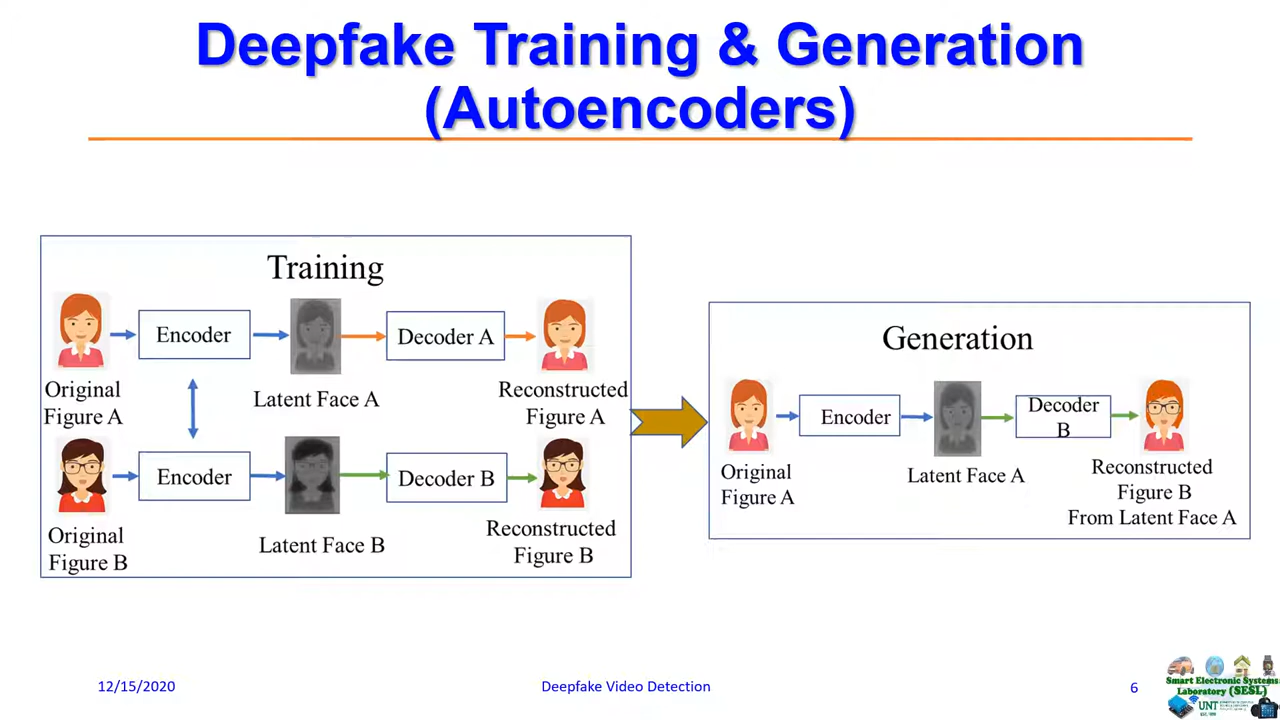 Deepfake Training & Generation
(Autoencoders)
Training
Encoder
Decoder A
Original
Figure A
Latent Face A
Reconstructed
Figure A
Encoder
Decoder B
Original
Figure B
Latent Face B
Reconstructed
Figure B
Generation
Encoder
Decoder
B
Original
Figure A
Latent Face A
Reconstructed
Figure B
From Latent Face A
12/15/2020
Deepfake Video Detection
6
Smart Electronic Systems
Laboratory (SESL)
UNT